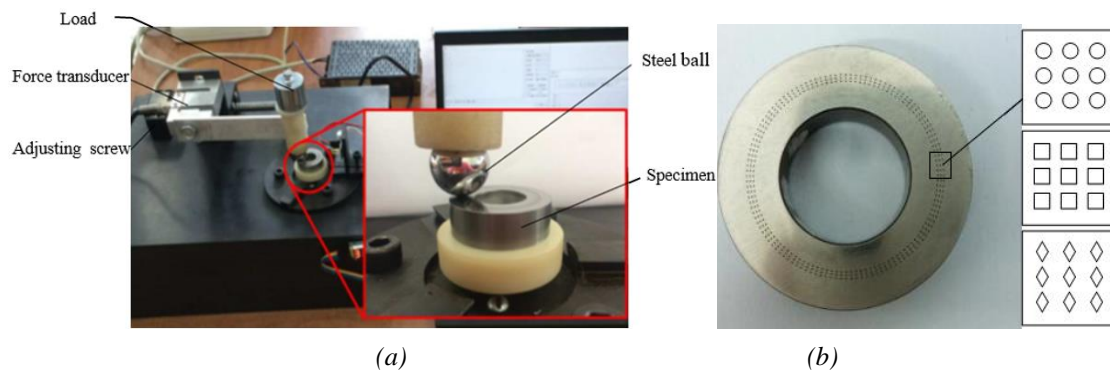 Load
Force transducer
Adjusting screw
Steel ball
Specimen
(a)
(b)